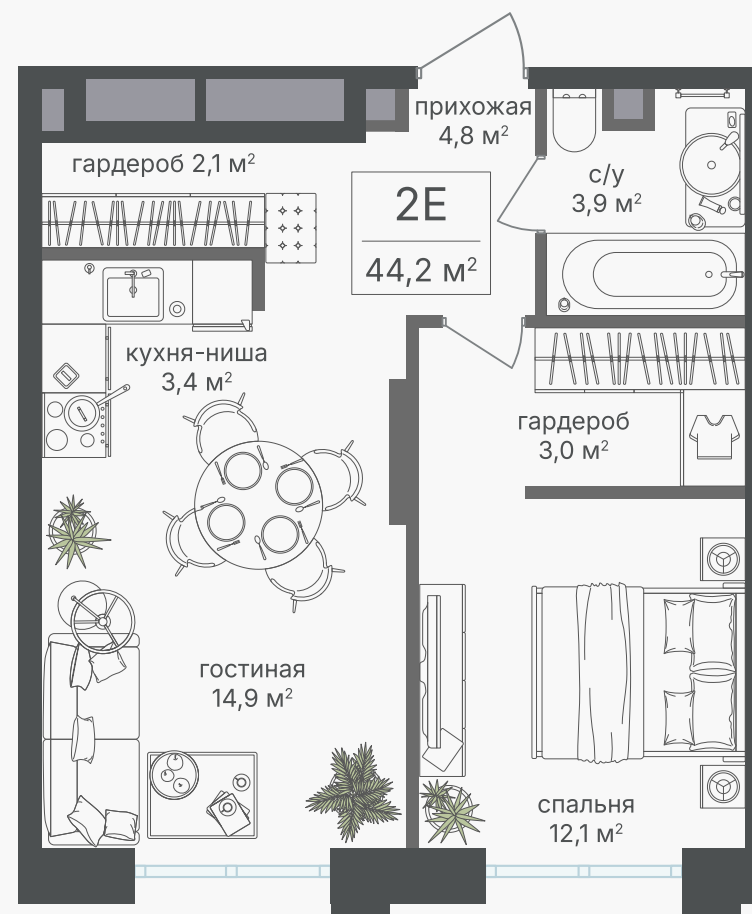 прихожая
4,8 м²
гардероб 2,1 м²
с/у
3,9 м²
2Е
44,2 м²
кухня-ниша
3,4 м²
гардероб
3,0 м²
гостиная
14,9 м²
спальня
12,1 м²